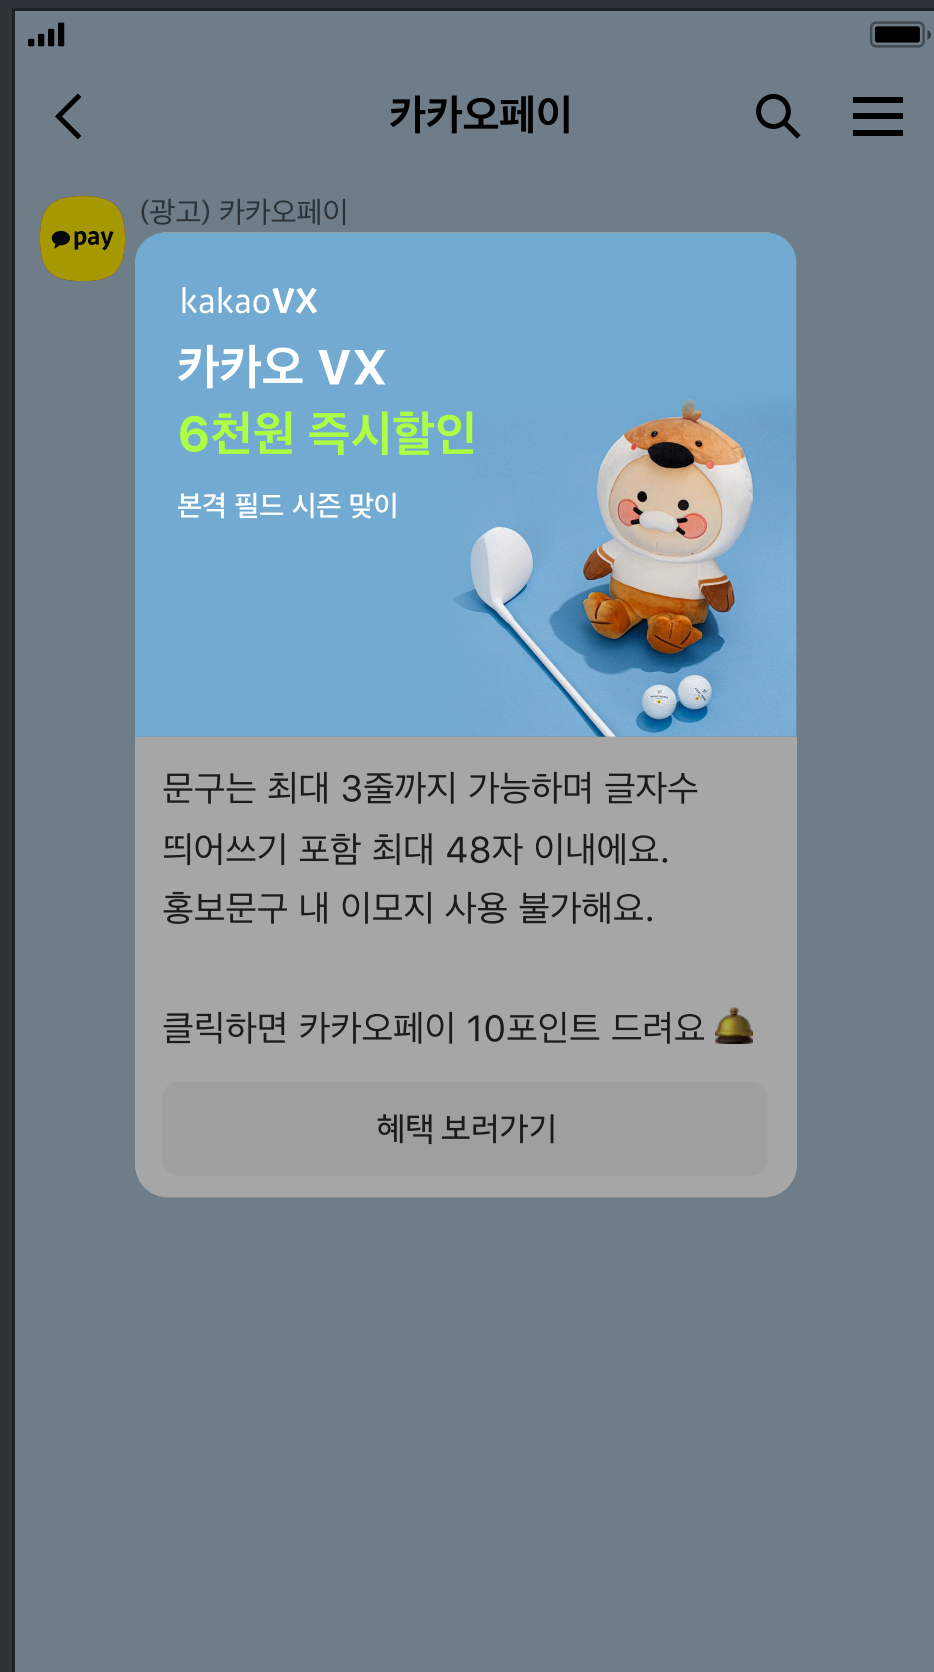 카카오페이
pay
(광고) 카카오페이
kakaoVX
카카오 VX
6천원 즉시할인
본격 필드 시즌 맞이
문구는 최대 3줄까지 가능하며 글자수
띄어쓰기 포함 최대 48자 이내에요.
홍보문구 내 이모지 사용 불가해요.
클릭하면 카카오페이 10포인트 드려요
혜택 보러가기